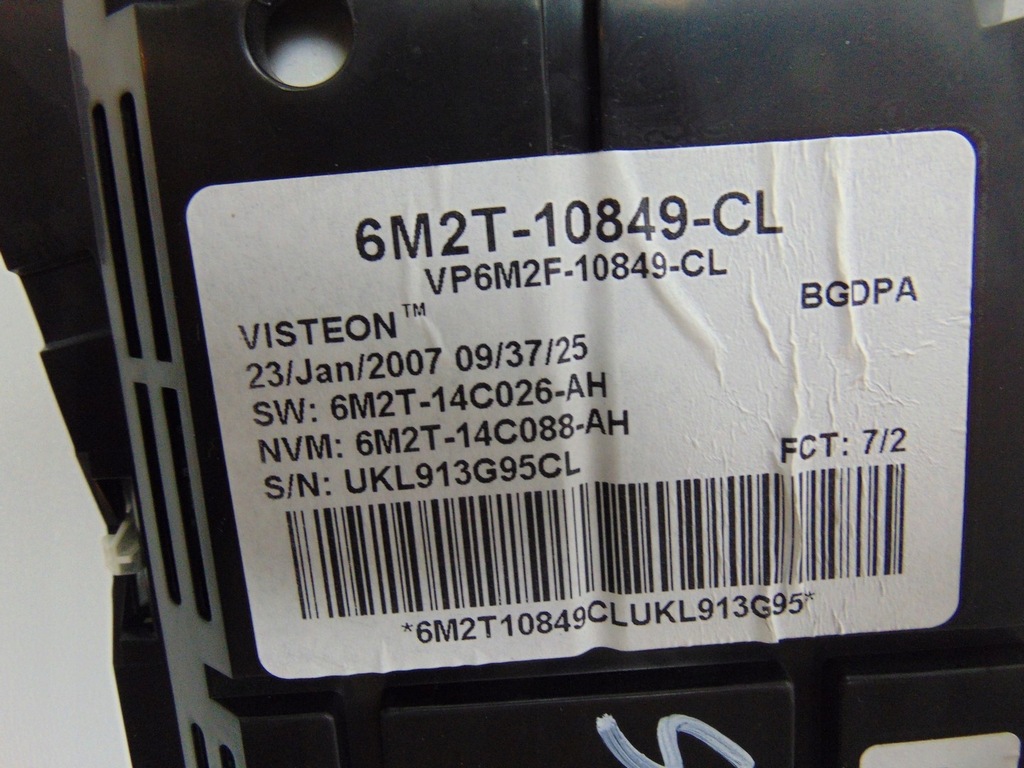 6M2T-10849-CL
VP6M2F-10849-CL
BGDPA
VISTEON™
23/Jan/2007 09/37/25
SW: 6M2T-14C026-AH
NVM: 6M2T-14C088-AH
FCT: 7/2
S/N: UKL913G95CL
*6M2T10849CLUKL913G95*